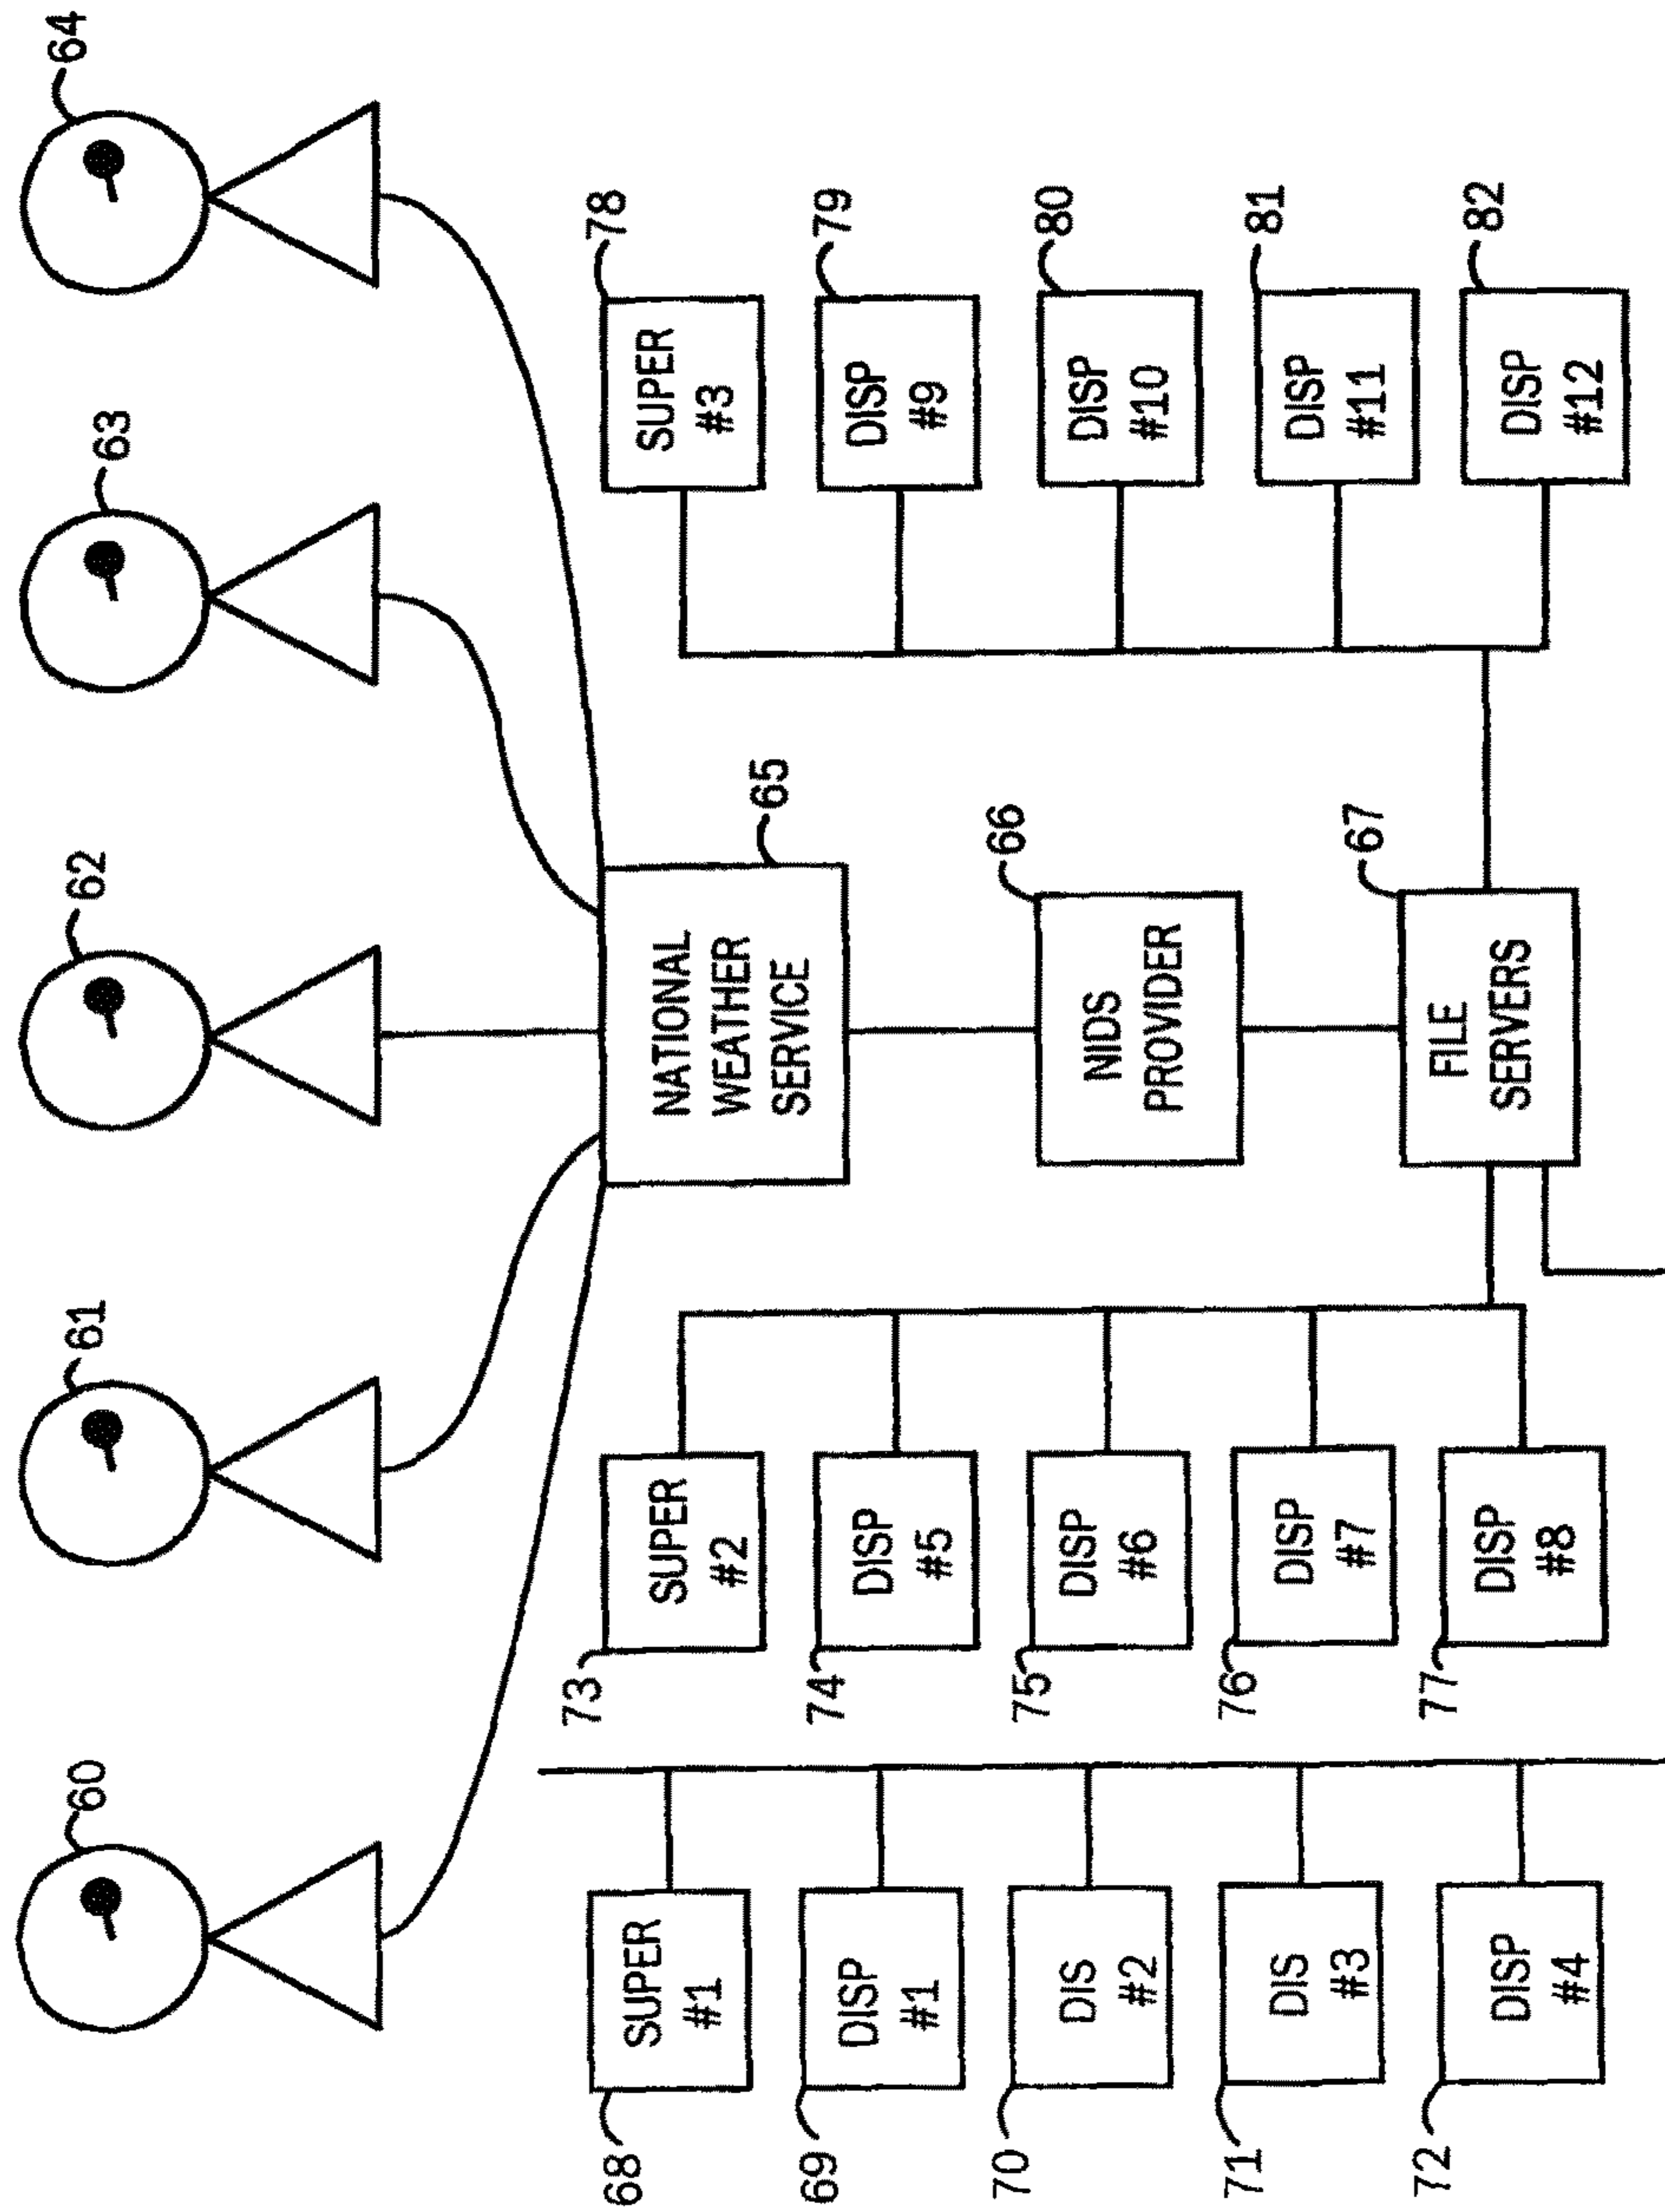 60
61
62
63
64
NATIONAL
WEATHER
SERVICE
65
NIDS
PROVIDER
66
FILE
SERVERS
67
68
SUPER
#1
69
DISP
#1
70
DIS
#2
71
DIS
#3
72
DISP
#4
73
SUPER
#2
74
DISP
#5
75
DISP
#6
76
DISP
#7
77
DISP
#8
78
SUPER
#3
79
DISP
#9
80
DISP
#10
81
DISP
#11
82
DISP
#12